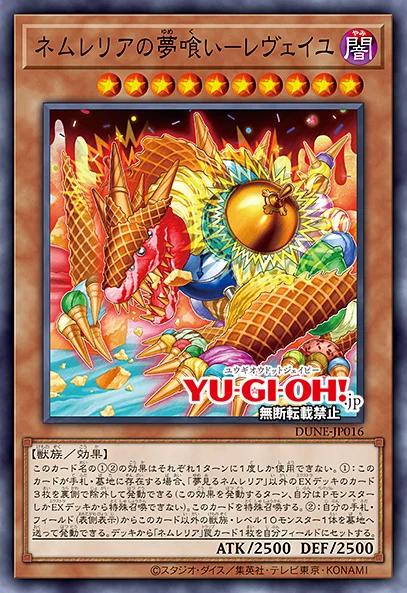 ネムレリアの夢喰い－レヴェイユ
闇
ユウギオウドットジェイピー
YU-GI-OH!.jp
無断転載禁止
DUNE-JP016
【獣族／効果】
このカード名の①②の効果はそれぞれ１ターンに１度しか使用できない。①：この
カードが手札・墓地に存在する場合、「夢見るネムレリア」以外のEXデッキのカード
３枚を裏側で除外して発動できる（この効果を発動するターン、自分はPモンスター
しかEXデッキから特殊召喚できない）。このカードを特殊召喚する。②：自分の手札・
フィールド（表側表示）からこのカード以外の獣族・レベル１０モンスター１体を墓地へ
送って発動できる。デッキから「ネムレリア」罠カード１枚を自分フィールドにセットする。
ATK/2500 DEF/2500
©スタジオ・ダイス／集英社・テレビ東京・KONAMI